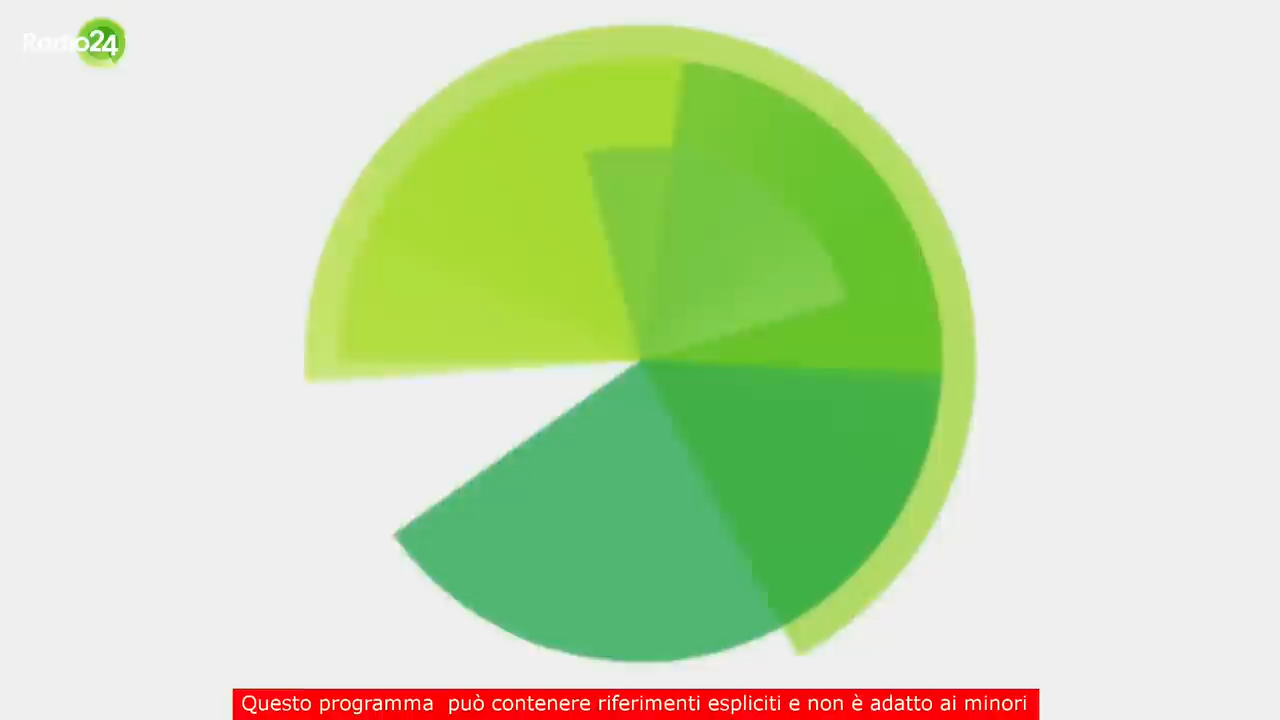 Radio24
Questo programma  può contenere riferimenti espliciti e non è adatto ai minori